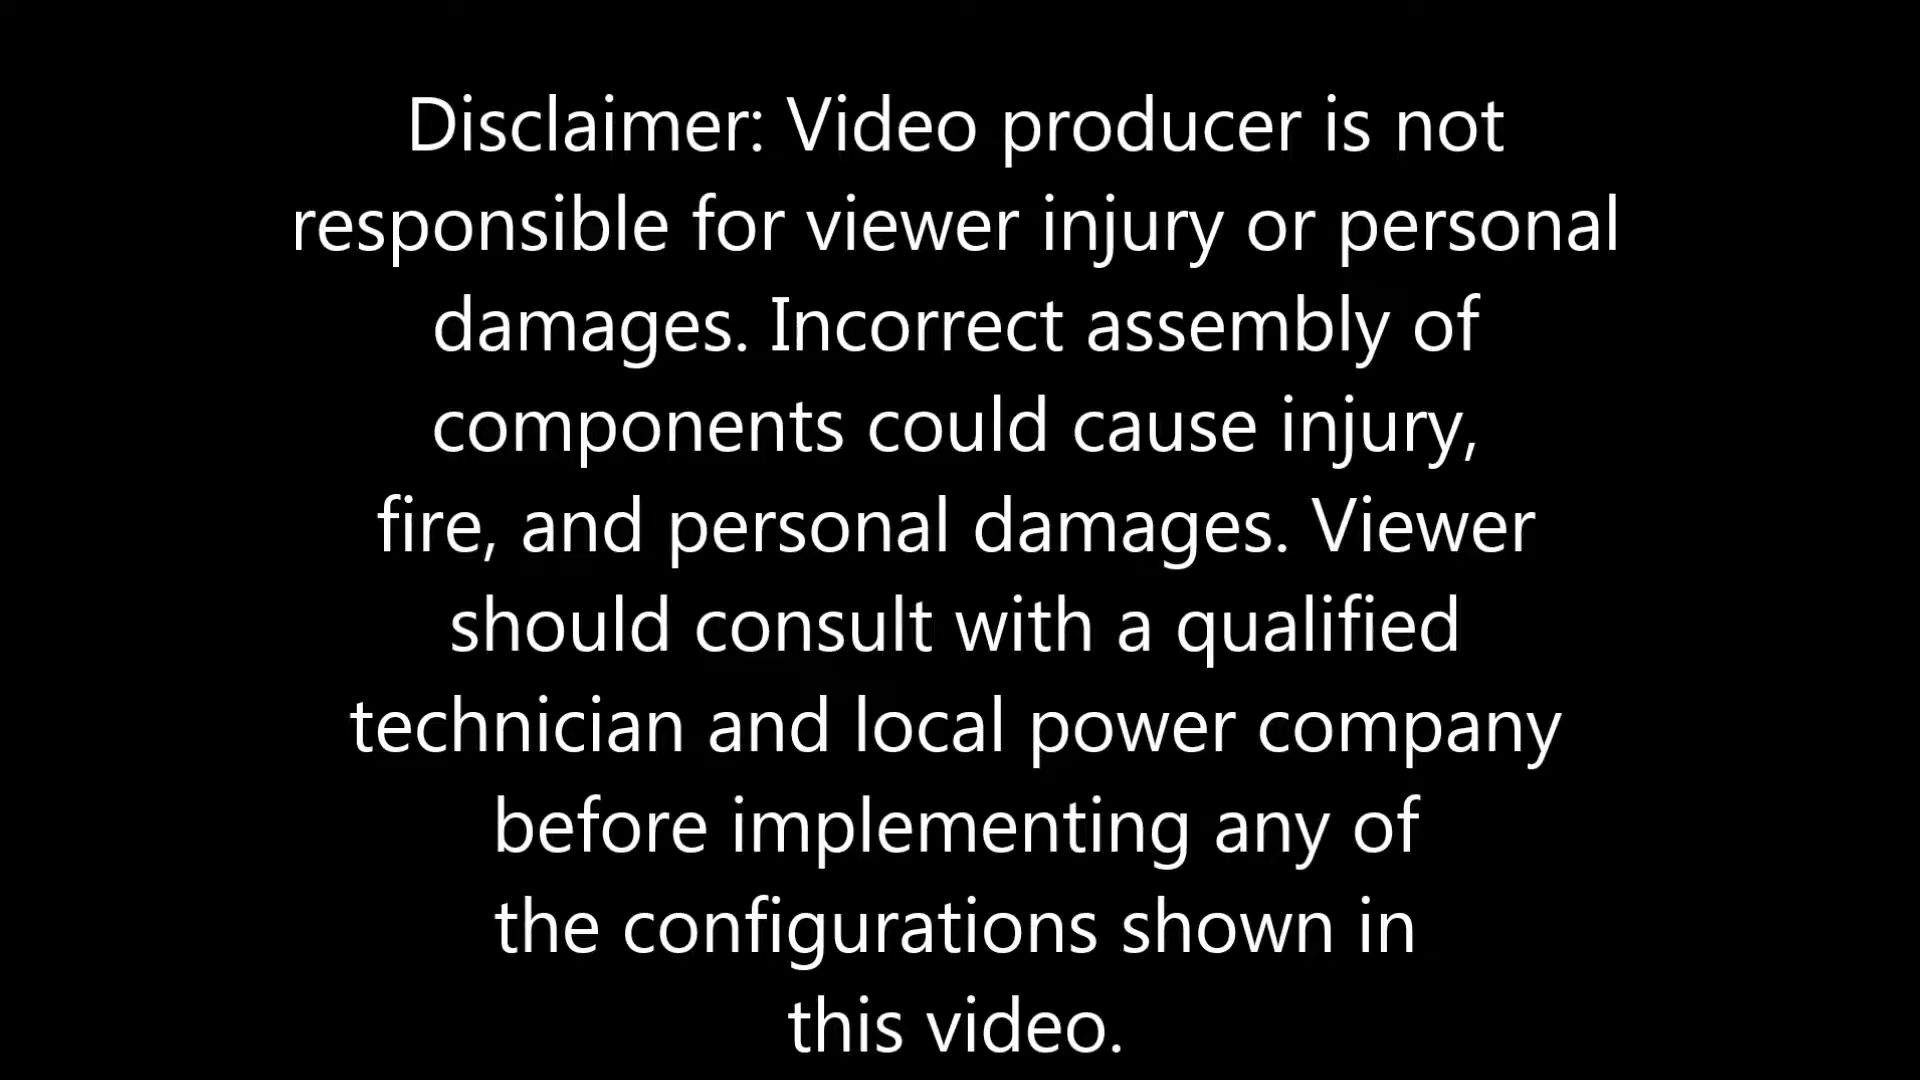 Disclaimer: Video producer is not
responsible for viewer injury or personal
damages. Incorrect assembly of
components could cause injury,
fire, and personal damages. Viewer
should consult with a qualified
technician and local power company
before implementing any of
the configurations shown in
this video.